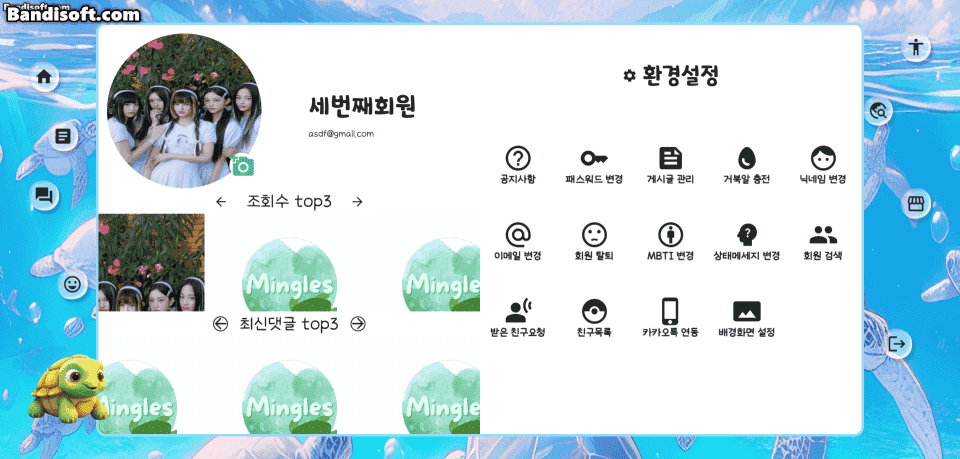 Bandisoft.com
Bandisoft.com
세번째회원
asdf@gmail.com
조회수 top3
Mingles
Mingles
최신댓글 top3
Mingles
Mingles
Mingles
환경설정
공지사항
패스워드 변경
게시글 관리
거북알 충전
닉네임 변경
이메일 변경
회원 탈퇴
MBTI 변경
상태메세지 변경
회원 검색
받은 친구요청
친구목록
카카오톡 연동
배경화면 설정